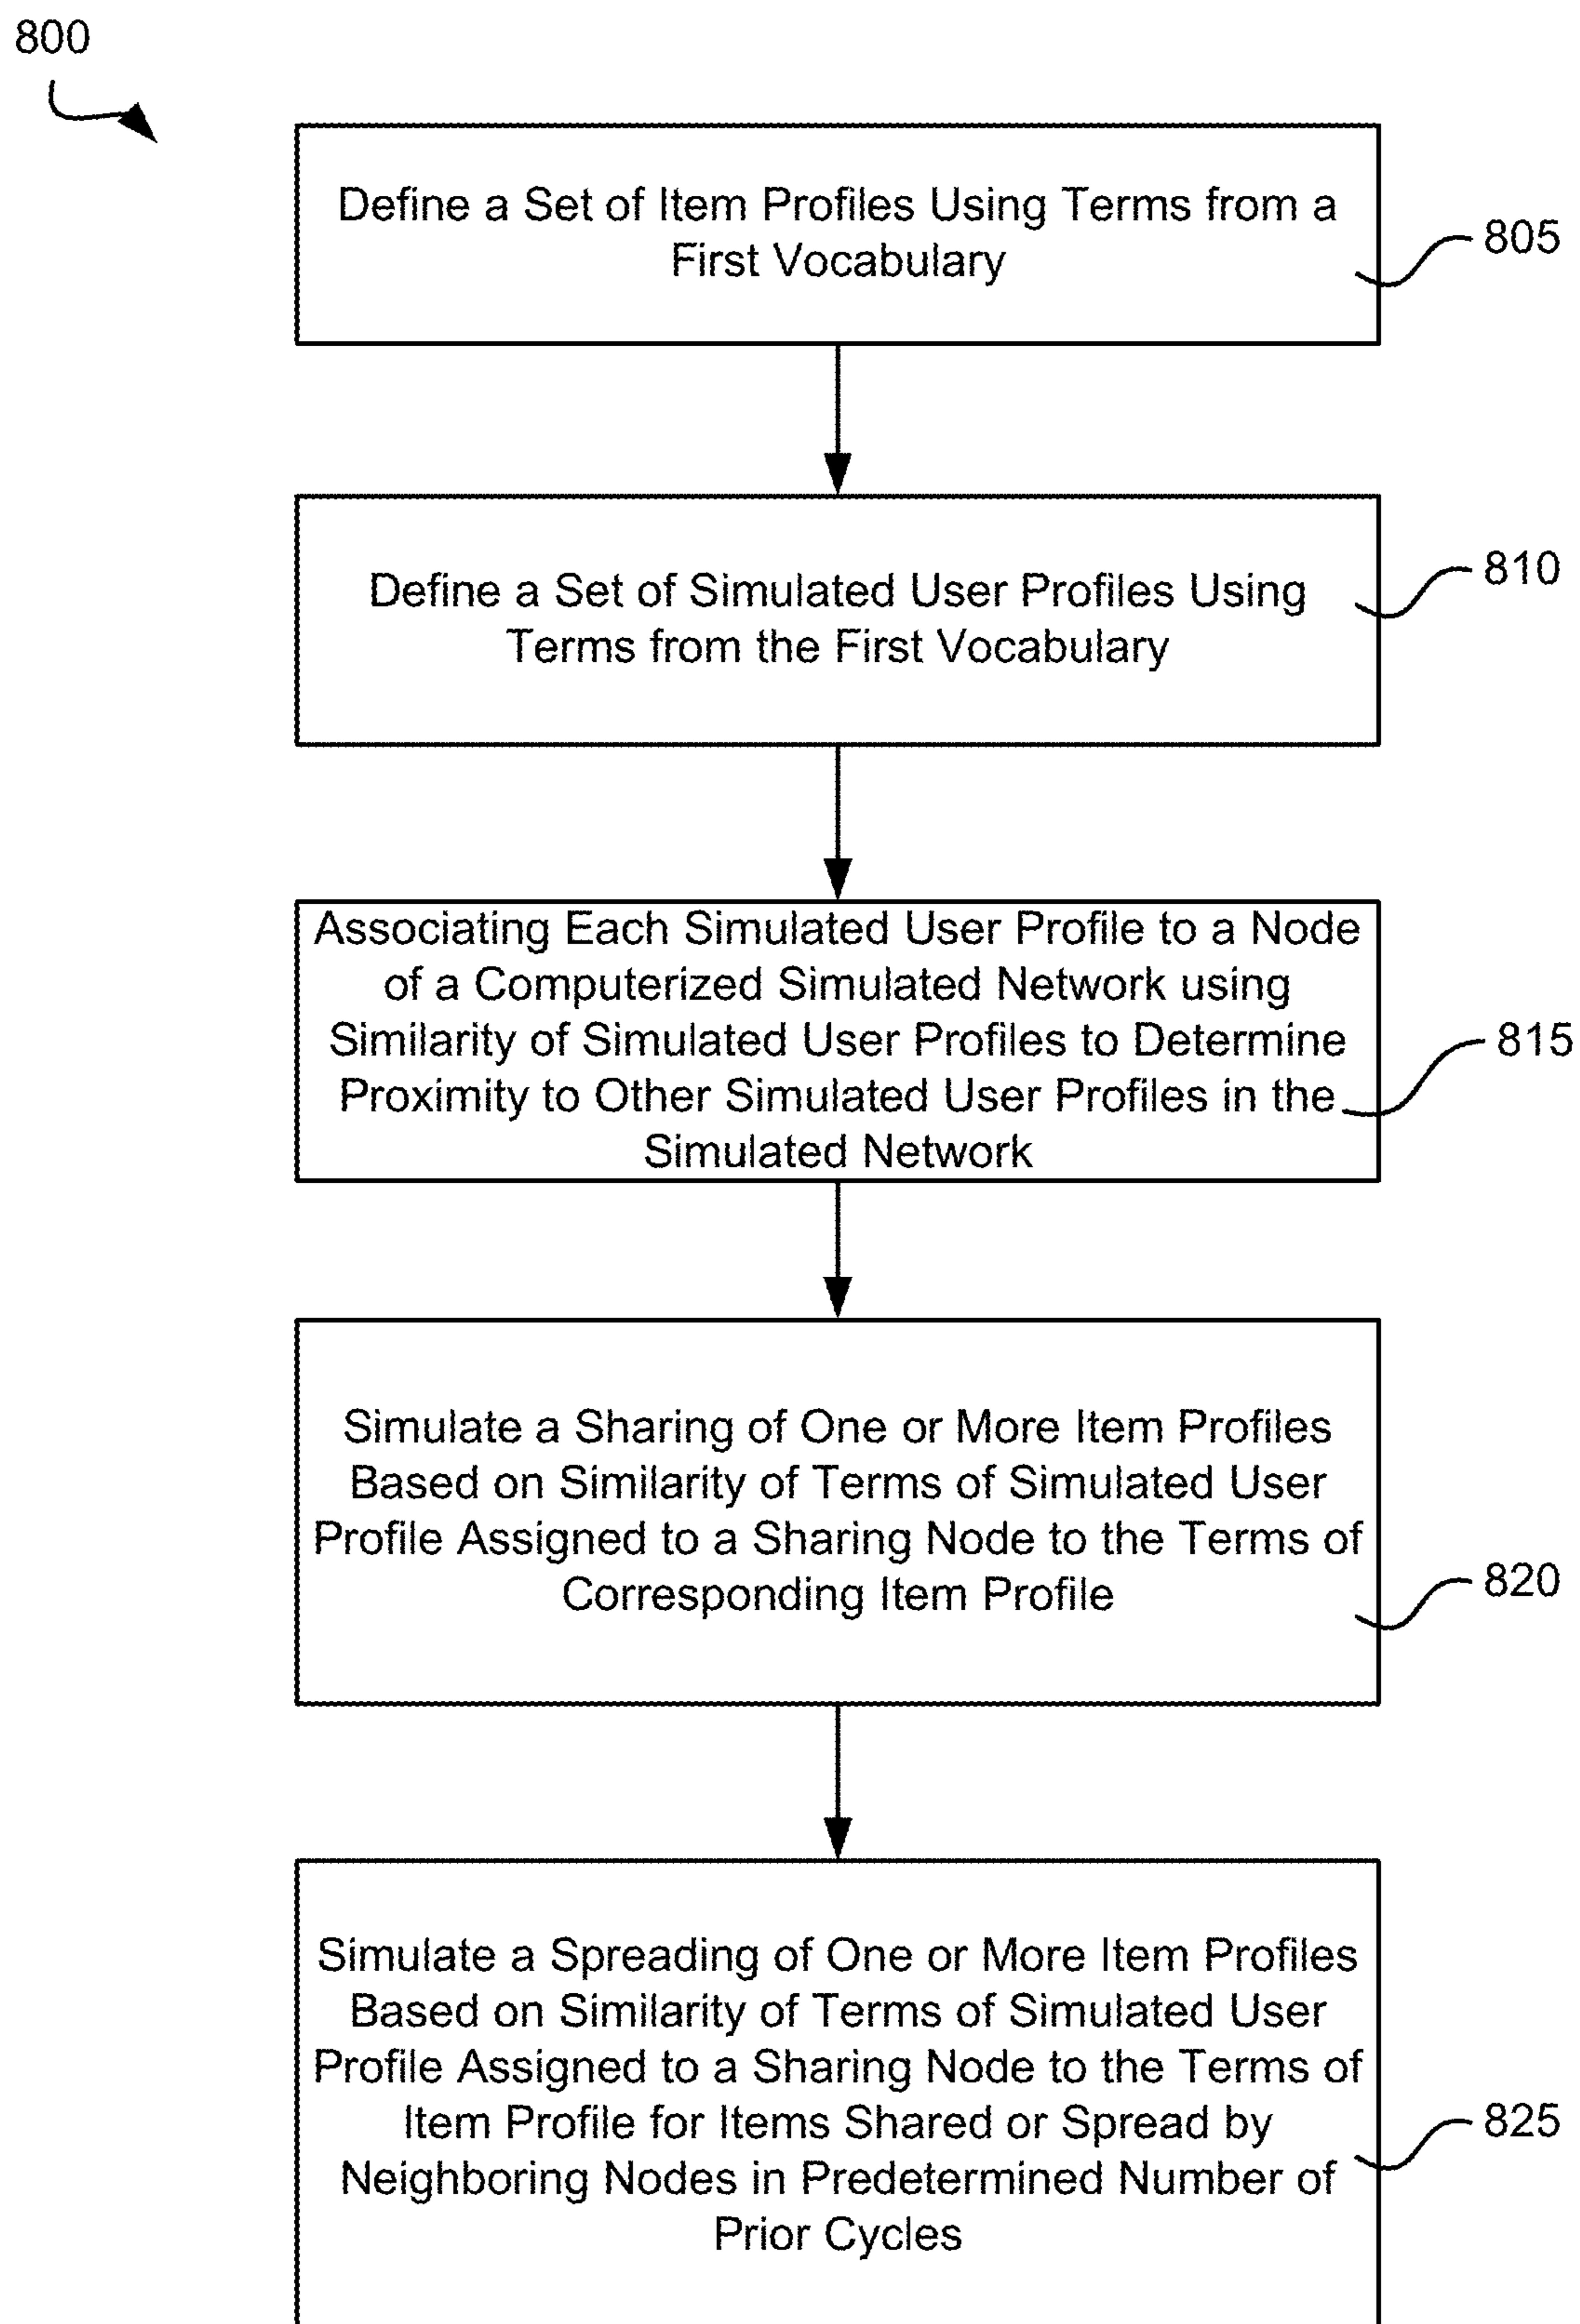 800
Define a Set of Item Profiles Using Terms from a
First Vocabulary
805
Define a Set of Simulated User Profiles Using
Terms from the First Vocabulary
810
Associating Each Simulated User Profile to a Node
of a Computerized Simulated Network using
Similarity of Simulated User Profiles to Determine
Proximity to Other Simulated User Profiles in the
Simulated Network
815
Simulate a Sharing of One or More Item Profiles
Based on Similarity of Terms of Simulated User
Profile Assigned to a Sharing Node to the Terms of
Corresponding Item Profile
820
Simulate a Spreading of One or More Item Profiles
Based on Similarity of Terms of Simulated User
Profile Assigned to a Sharing Node to the Terms of
Item Profile for Items Shared or Spread by
Neighboring Nodes in Predetermined Number of
Prior Cycles
825